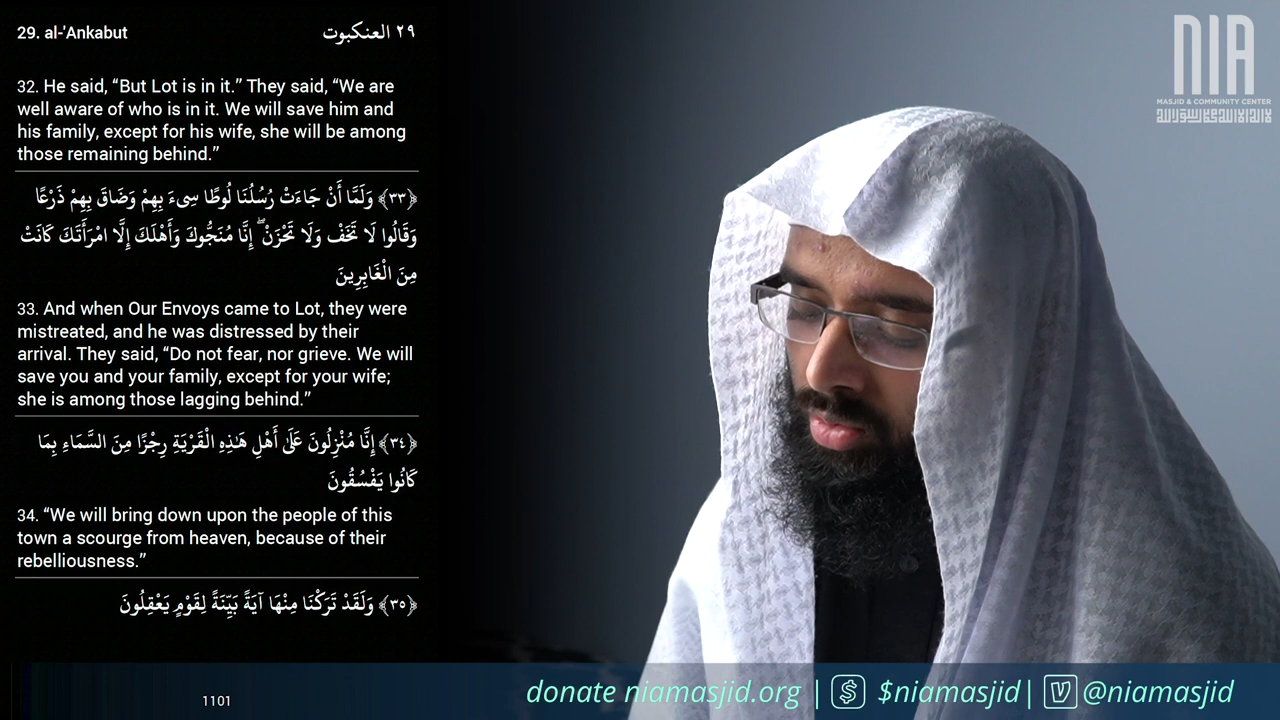 29. al-'Ankabut
٢٩ العنكبوت
32. He said, “But Lot is in it.” They said, “We are
well aware of who is in it. We will save him and
his family, except for his wife, she will be among
those remaining behind.”
﴿٣٣﴾ وَلَمَّا أَنْ جَاءَتْ رُسُلُنَا لُوطًا سِيءَ بِهِمْ وَضَاقَ بِهِمْ ذَرْعًا
وَقَالُوا لَا تَخَفْ وَلَا تَحْزَنْ ۖ إِنَّا مُنَجُّوكَ وَأَهْلَكَ إِلَّا امْرَأَتَكَ كَانَتْ
مِنَ الْغَابِرِينَ
33. And when Our Envoys came to Lot, they were
mistreated, and he was distressed by their
arrival. They said, “Do not fear, nor grieve. We will
save you and your family, except for your wife;
she is among those lagging behind.”
﴿٣٤﴾ إِنَّا مُنْزِلُونَ عَلَىٰ أَهْلِ هَٰذِهِ الْقَرْيَةِ رِجْزًا مِنَ السَّمَاءِ بِمَا
كَانُوا يَفْسُقُونَ
34. “We will bring down upon the people of this
town a scourge from heaven, because of their
rebelliousness.”
﴿٣٥﴾ وَلَقَدْ تَرَكْنَا مِنْهَا آيَةً بَيِّنَةً لِقَوْمٍ يَعْقِلُونَ
NIA
MASJID & COMMUNITY CENTER
لا اله الا الله محمد رسول الله
1101
donate niamasjid.org | $ $niamasjid | V @niamasjid